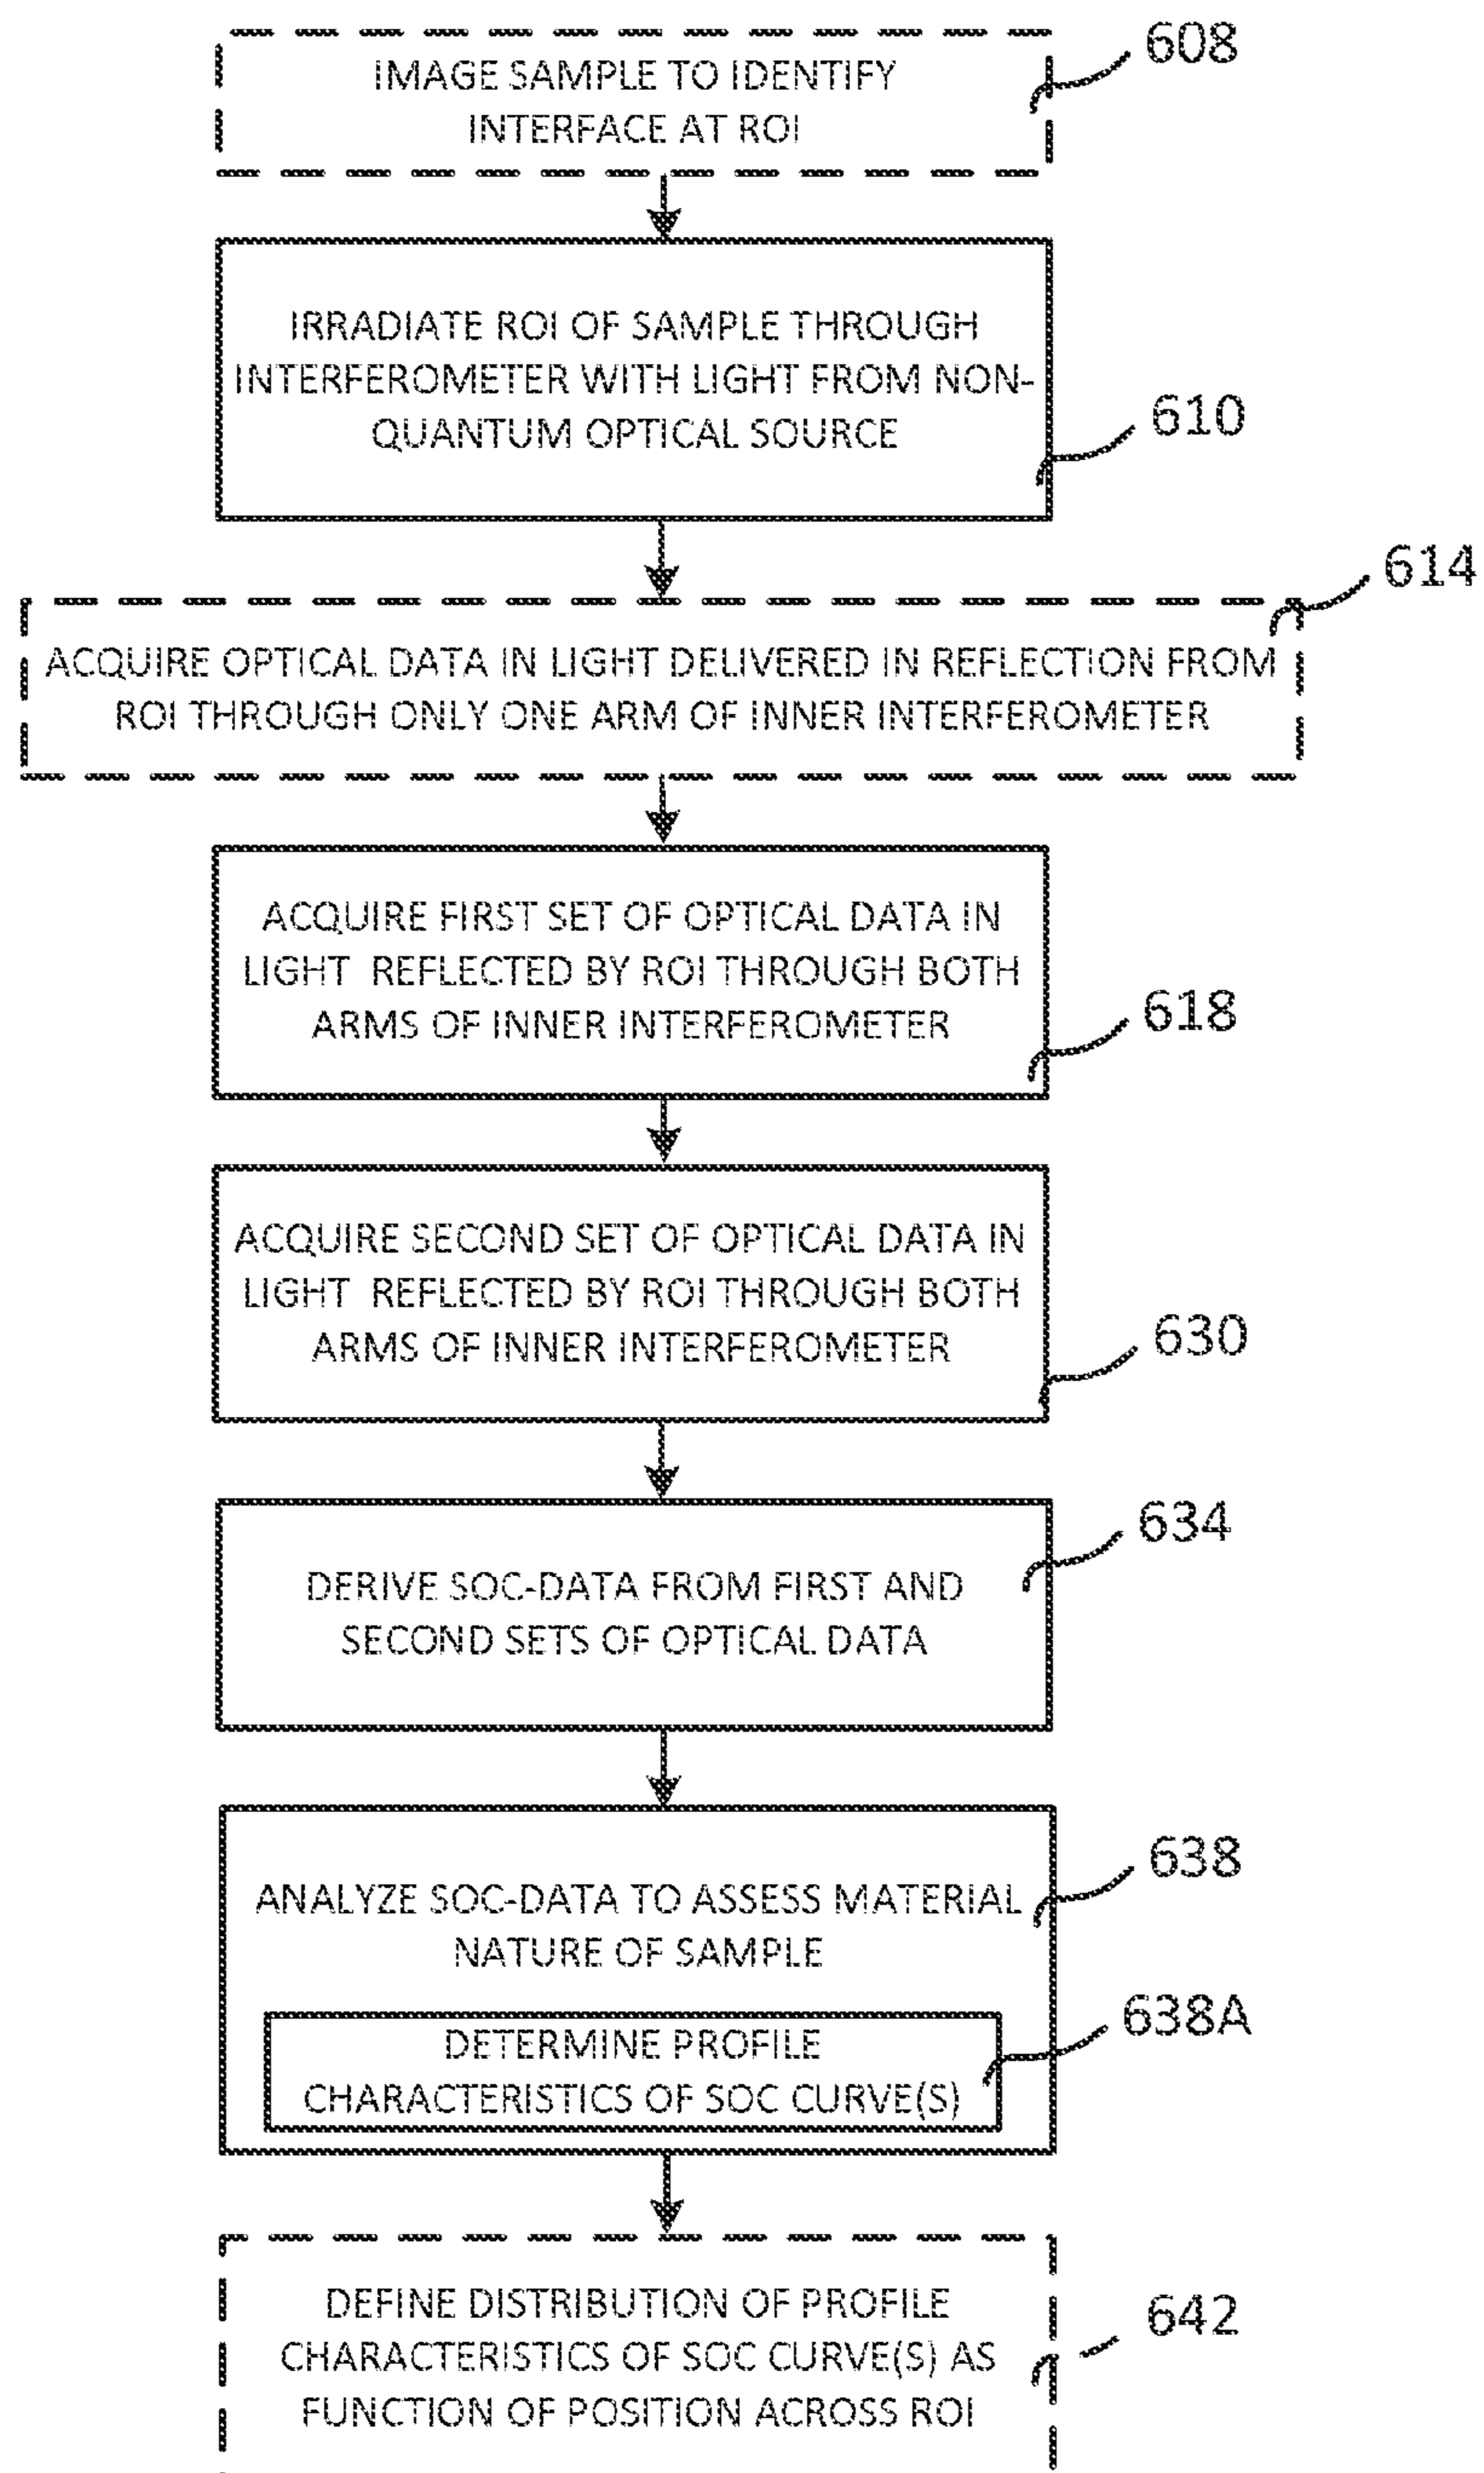 IMAGE SAMPLE TO IDENTIFY
INTERFACE AT ROI
608
IRRADIATE ROI OF SAMPLE THROUGH
INTERFEROMETER WITH LIGHT FROM NON-
QUANTUM OPTICAL SOURCE
610
614
ACQUIRE OPTICAL DATA IN LIGHT DELIVERED IN REFLECTION FROM
ROI THROUGH ONLY ONE ARM OF INNER INTERFEROMETER
ACQUIRE FIRST SET OF OPTICAL DATA IN
LIGHT REFLECTED BY ROI THROUGH BOTH
ARMS OF INNER INTERFEROMETER
618
ACQUIRE SECOND SET OF OPTICAL DATA IN
LIGHT REFLECTED BY ROI THROUGH BOTH
ARMS OF INNER INTERFEROMETER
630
634
DERIVE SOC-DATA FROM FIRST AND
SECOND SETS OF OPTICAL DATA
638
ANALYZE SOC-DATA TO ASSESS MATERIAL
NATURE OF SAMPLE
638A
DETERMINE PROFILE
CHARACTERISTICS OF SOC CURVE(S)
DEFINE DISTRIBUTION OF PROFILE
CHARACTERISTICS OF SOC CURVE(S) AS
FUNCTION OF POSITION ACROSS ROI
642